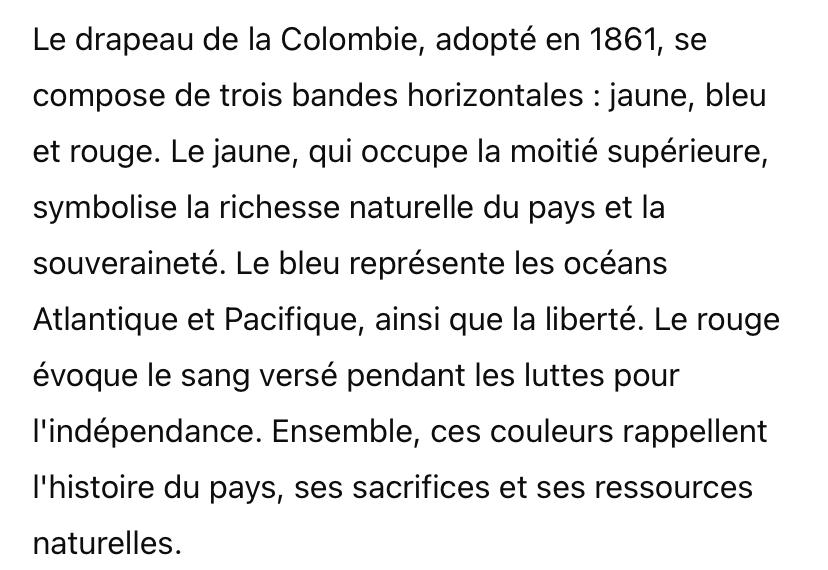 Le drapeau de la Colombie, adopté en 1861, se
compose de trois bandes horizontales : jaune, bleu
et rouge. Le jaune, qui occupe la moitié supérieure,
symbolise la richesse naturelle du pays et la
souveraineté. Le bleu représente les océans
Atlantique et Pacifique, ainsi que la liberté. Le rouge
évoque le sang versé pendant les luttes pour
l'indépendance. Ensemble, ces couleurs rappellent
l'histoire du pays, ses sacrifices et ses ressources
naturelles.